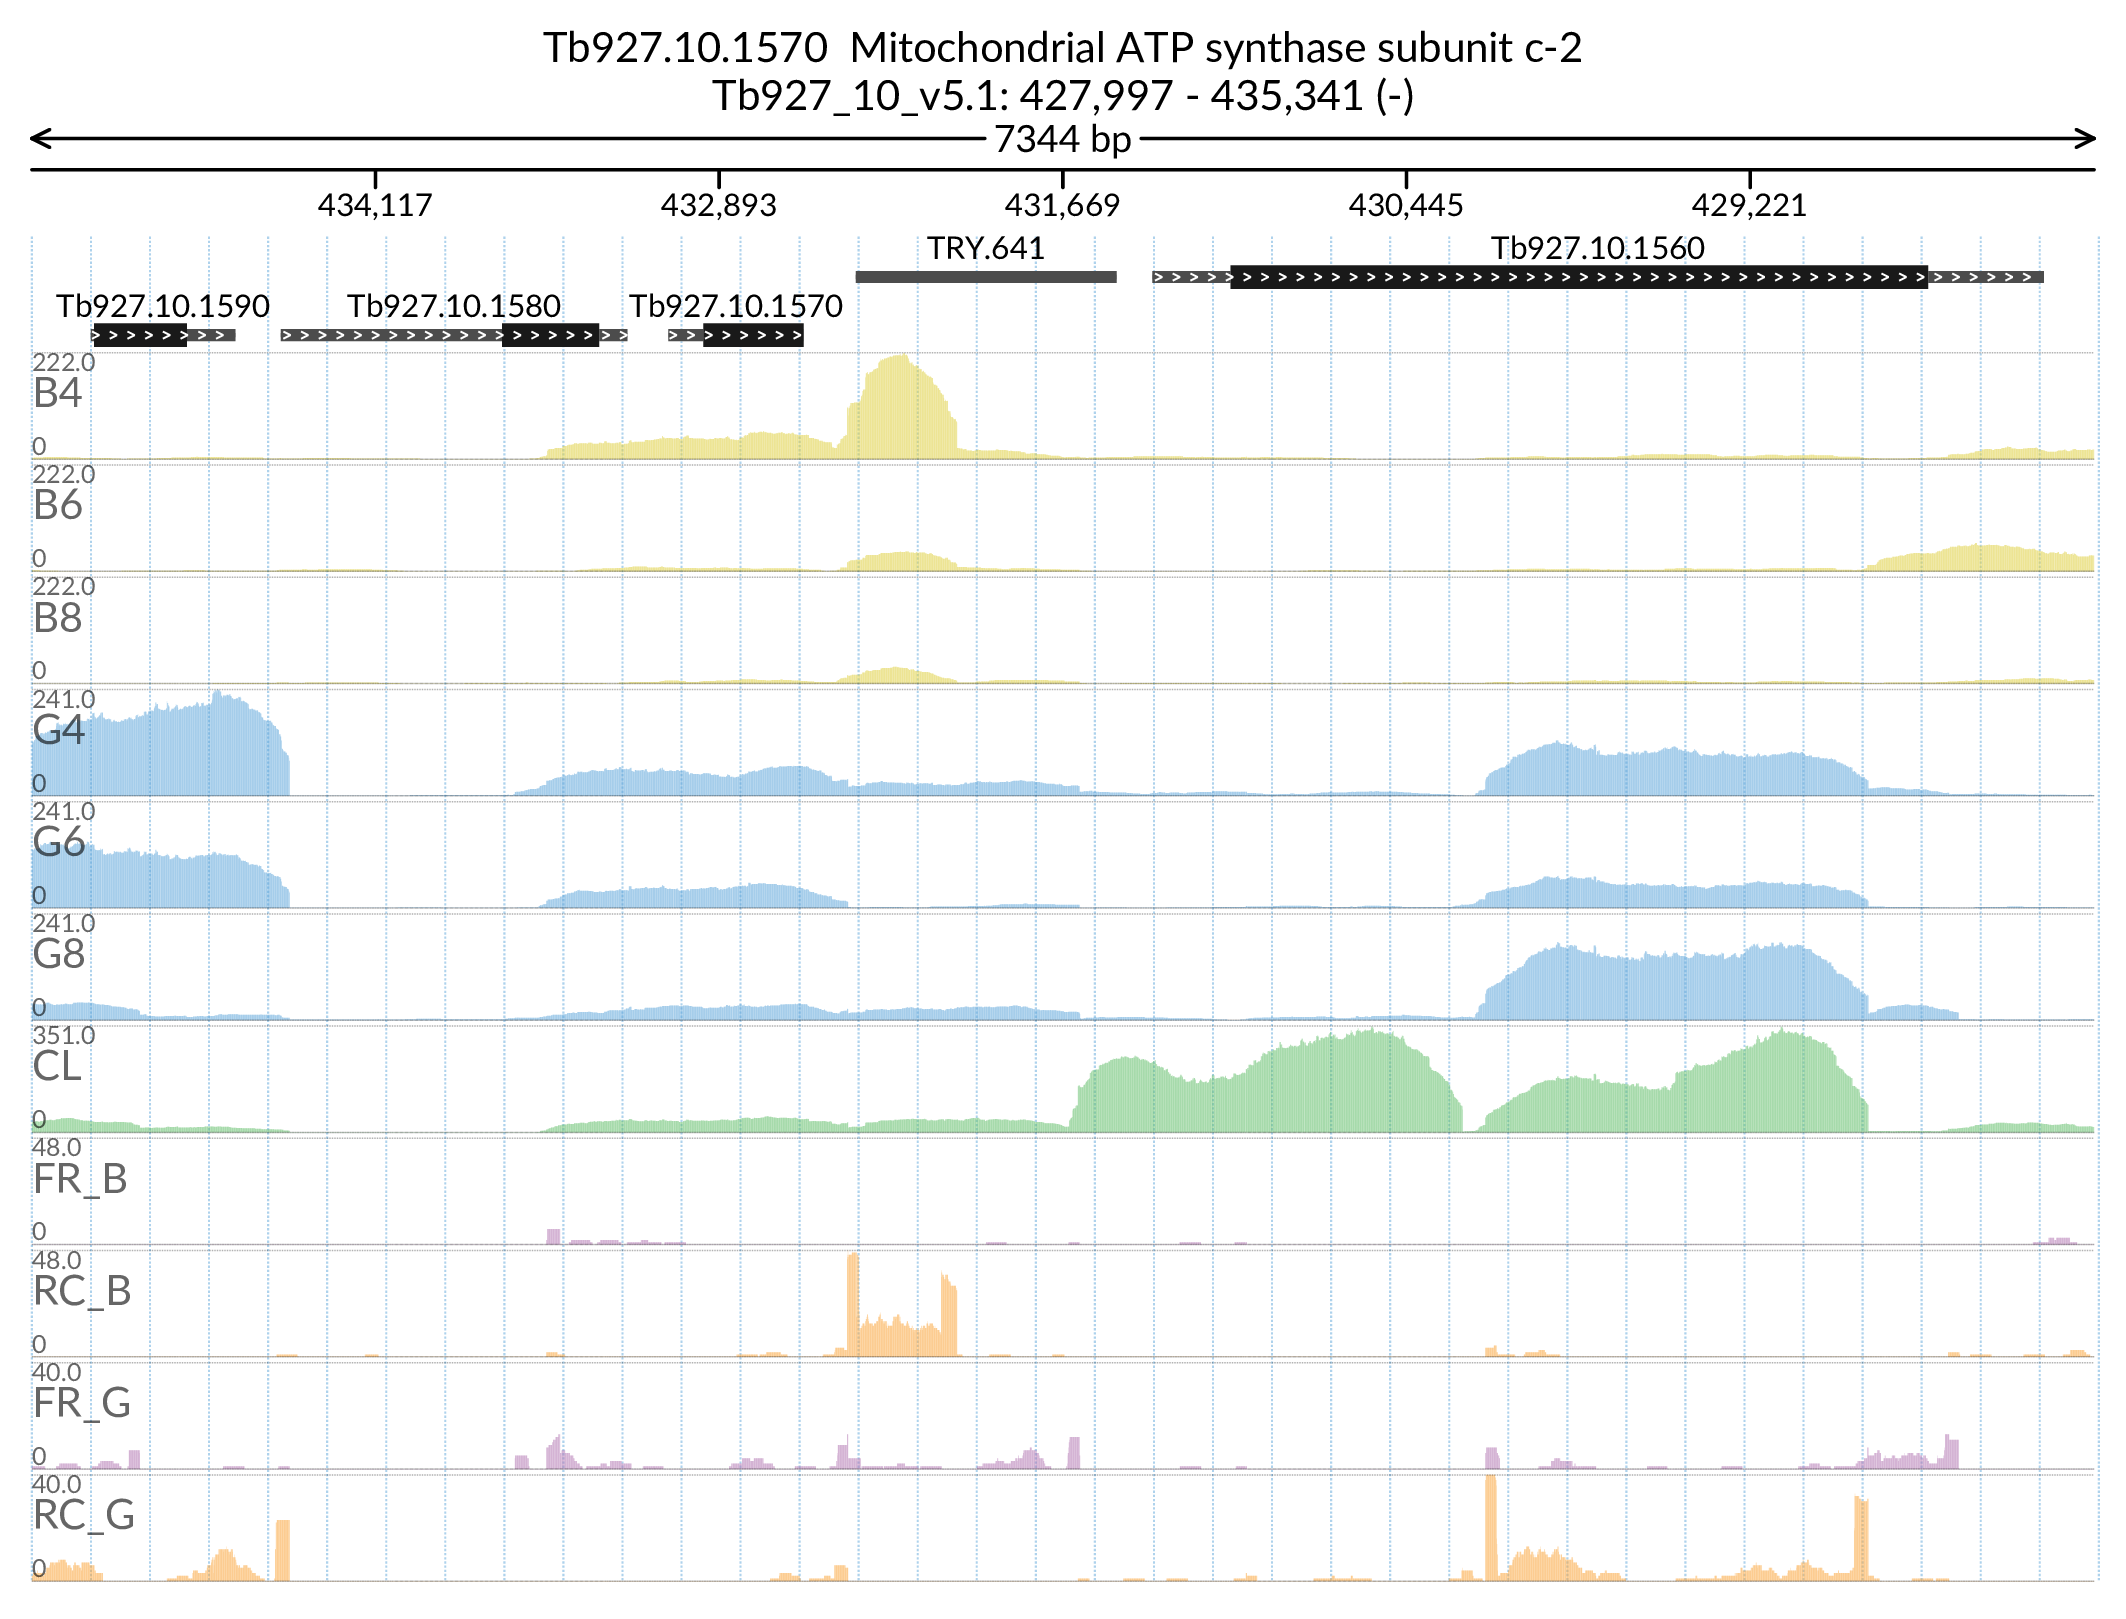 Tb927.10.1570  Mitochondrial ATP synthase subunit c-2
Tb927_10_v5.1: 427,997 - 435,341 (-)
7344 bp
434,117 432,893 431,669 430,445 429,221
TRY.641 Tb927.10.1560
Tb927.10.1590 Tb927.10.1580 Tb927.10.1570
222.0
B4
0
222.0
B6
0
222.0
B8
0
241.0
G4
0
241.0
G6
0
241.0
G8
0
351.0
CL
0
48.0
FR_B
0
48.0
RC_B
0
40.0
FR_G
0
40.0
RC_G
0